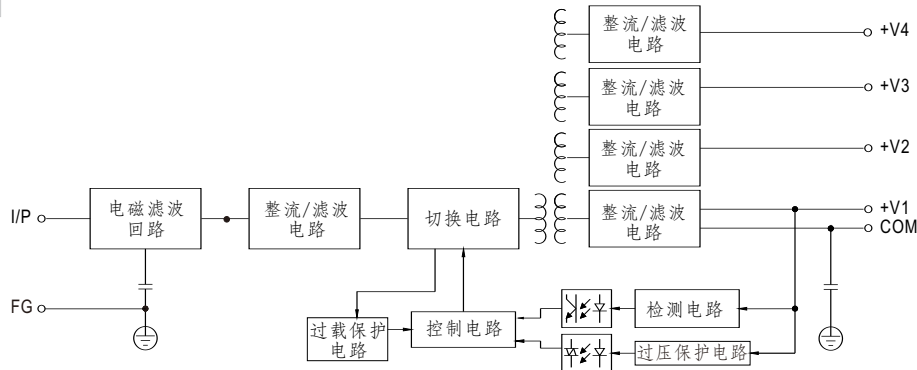 整流/滤波
电路
+V4
整流/滤波
电路
+V3
整流/滤波
电路
+V2
I/P
电磁滤波
回路
整流/滤波
电路
切换电路
整流/滤波
电路
+V1
COM
FG
过载保护
电路
控制电路
检测电路
过压保护电路